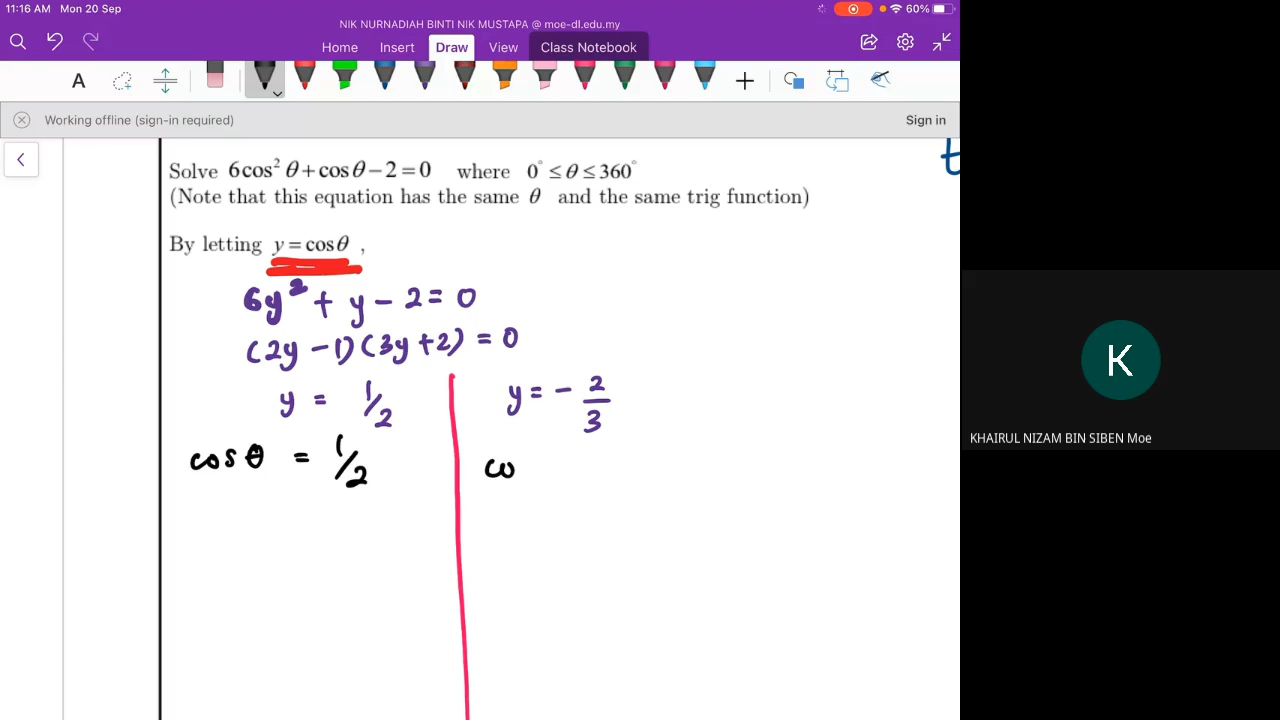 11:16 AM Mon 20 Sep
60%
NIK NURNADIAH BINTI NIK MUSTAPA @ moe-dl.edu.my
Home Insert Draw View Class Notebook
A
Working offline (sign-in required) Sign in
Solve 6cos² θ + cos θ − 2 = 0 where 0° ≤ θ ≤ 360°
(Note that this equation has the same θ and the same trig function)
By letting y = cos θ ,
6y² + y − 2 = 0
(2y − 1)(3y + 2) = 0
y = 1/2 y = − 2/3
cos θ = 1/2 co
K
KHAIRUL NIZAM BIN SIBEN Moe